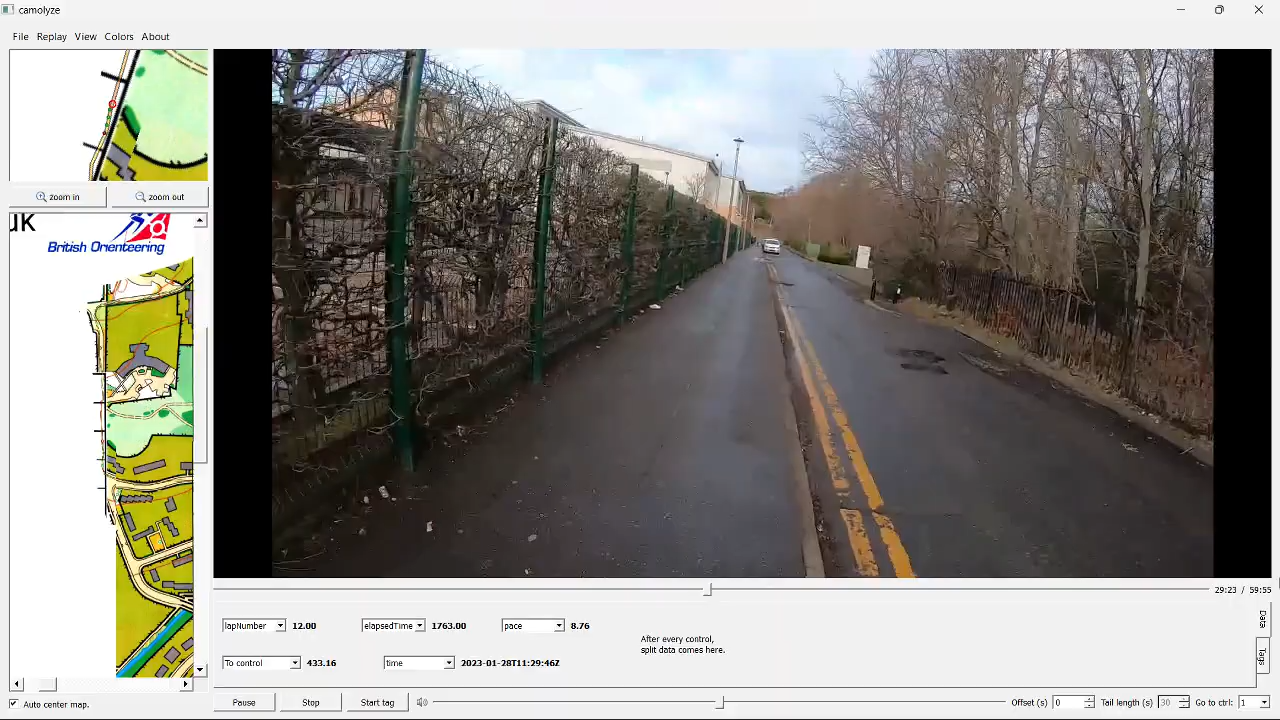 camolyze
File Replay View Colors About
zoom in zoom out
UK
British Orienteering
29:23 / 59:55
lapNumber 12.00 elapsedTime 1763.00 pace 8.76
After every control,
split data comes here.
To control 433.16 time 2023-01-28T11:29:46Z
Data
Tags
Auto center map.
Pause Stop Start tag Offset (s) 0 Tail length (s) 30 Go to ctrl: 1